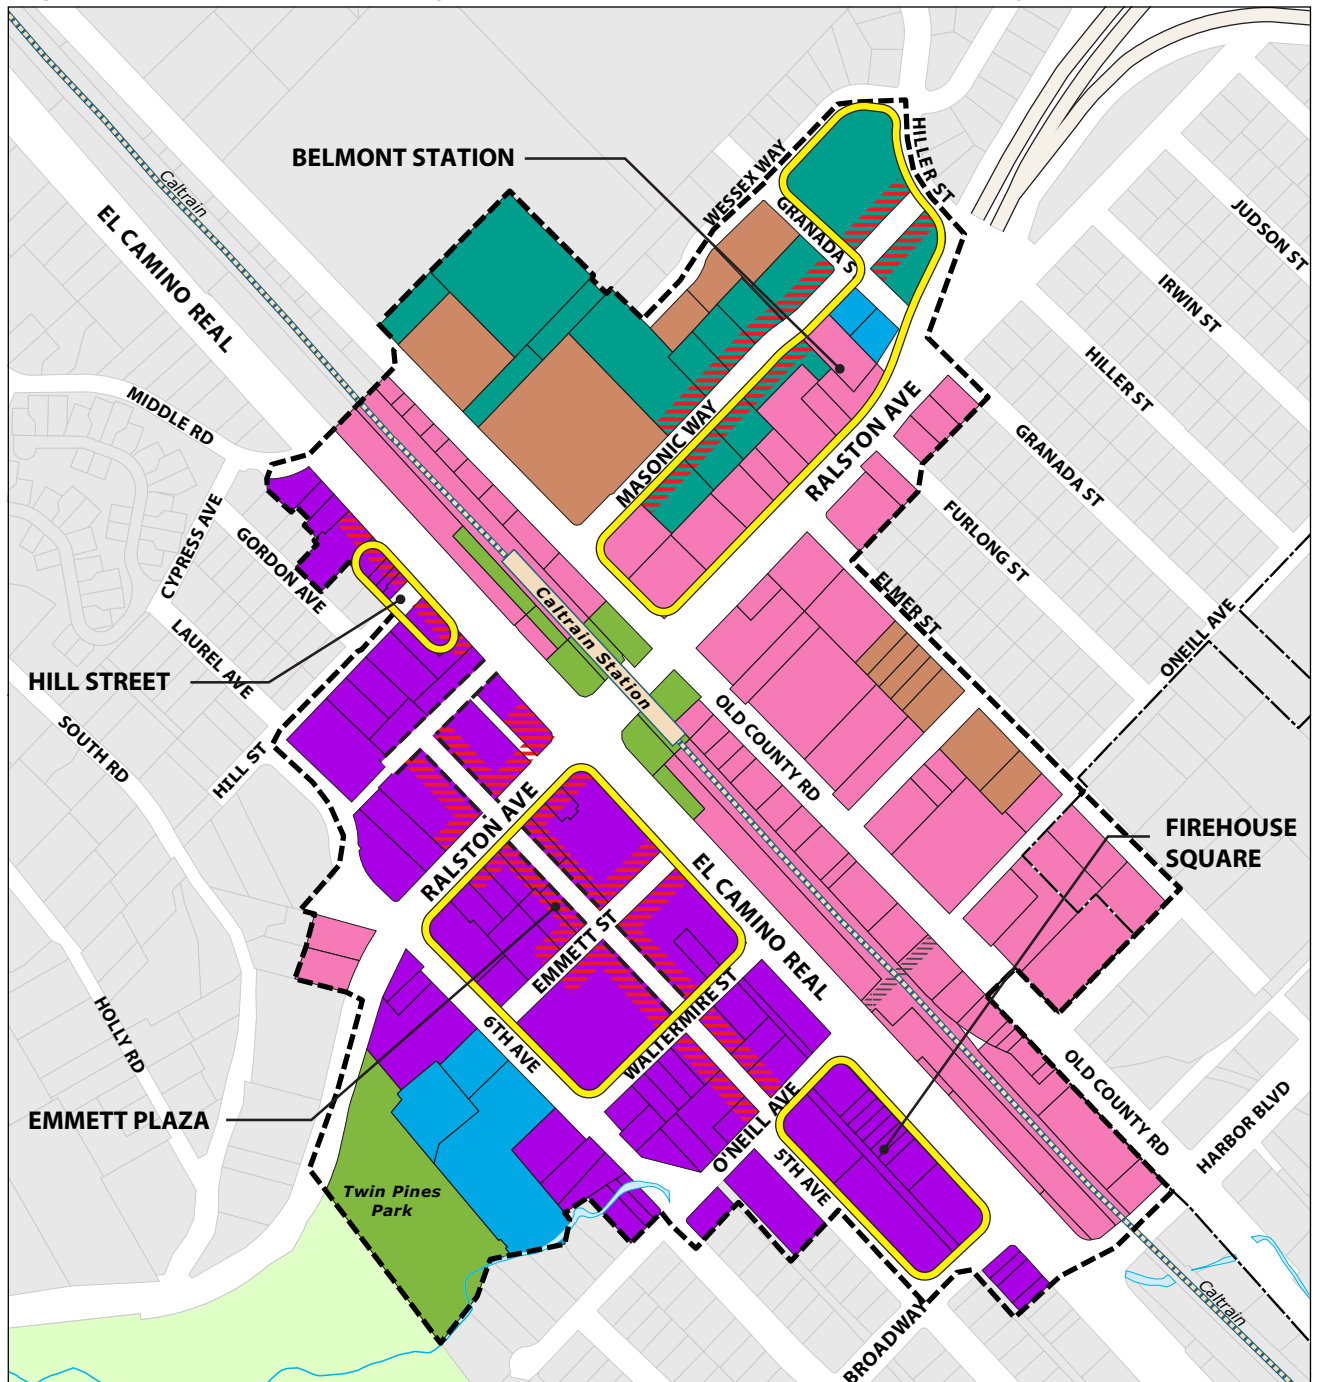 BELMONT STATION
WESSEX WAY
HILLER ST
GRANADA S
JUDSON ST
Caltrain
EL CAMINO REAL
IRWIN ST
HILLER ST
MIDDLE RD
MASONIC WAY
RALSTON AVE
GRANADA ST
CYPRESS AVE
GORDON AVE
FURLONG ST
ELMER ST
Caltrain Station
LAUREL AVE
ONEILL AVE
HILL STREET
SOUTH RD
HILL ST
OLD COUNTY RD
RALSTON AVE
FIREHOUSE
SQUARE
EL CAMINO REAL
EMMETT ST
WALTERMIRE ST
HOLLY RD
6TH AVE
EMMETT PLAZA
OLD COUNTY RD
HARBOR BLVD
O'NEILL AVE
5TH AVE
Twin Pines
Park
Caltrain
BROADWAY